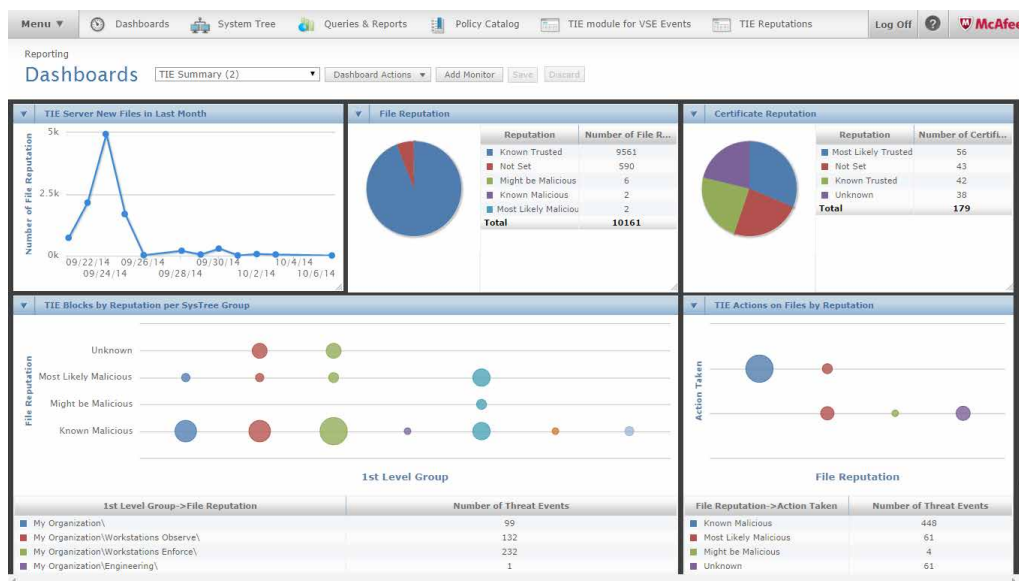 Menu ▼ Dashboards System Tree Queries & Reports Policy Catalog TIE module for VSE Events TIE Reputations Log Off ? McAfee
Reporting
Dashboards TIE Summary (2) Dashboard Actions Add Monitor Save Discard
TIE Server New Files in Last Month
Number of File Reputation
5k
2.5k
0k
09/22/14 09/26/14 09/30/14 10/4/14
09/24/14 09/28/14 10/2/14 10/6/14
File Reputation
Reputation Number of File R...
Known Trusted 9561
Not Set 590
Might be Malicious 6
Known Malicious 2
Most Likely Maliciou 2
Total 10161
Certificate Reputation
Reputation Number of Certifi...
Most Likely Trusted 56
Not Set 43
Known Trusted 42
Unknown 38
Total 179
TIE Blocks by Reputation per SysTree Group
File Reputation
Unknown
Most Likely Malicious
Might be Malicious
Known Malicious
1st Level Group
1st Level Group->File Reputation Number of Threat Events
My Organization\ 99
My Organization\Workstations Observe\ 132
My Organization\Workstations Enforce\ 232
My Organization\Engineering\ 1
TIE Actions on Files by Reputation
Action Taken
File Reputation
File Reputation->Action Taken Number of Threat Events
Known Malicious 448
Most Likely Malicious 61
Might be Malicious 4
Unknown 61